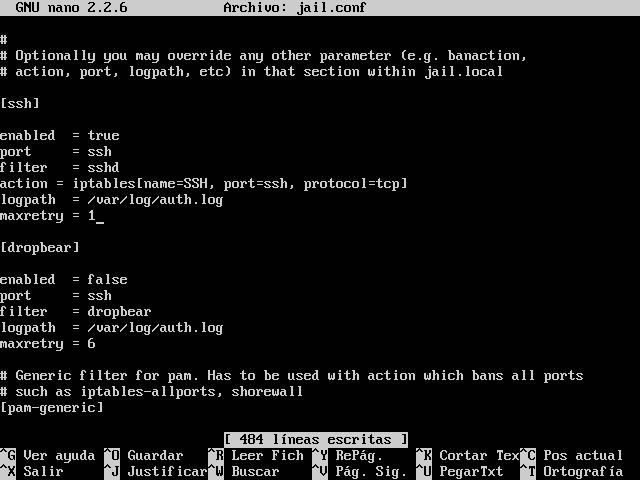 GNU nano 2.2.6 Archivo: jail.conf
#
# Optionally you may override any other parameter (e.g. banaction,
# action, port, logpath, etc) in that section within jail.local
[ssh]
enabled = true
port = ssh
filter = sshd
action = iptables[name=SSH, port=ssh, protocol=tcp]
logpath = /var/log/auth.log
maxretry = 1_
[dropbear]
enabled = false
port = ssh
filter = dropbear
logpath = /var/log/auth.log
maxretry = 6
# Generic filter for pam. Has to be used with action which bans all ports
# such as iptables-allports, shorewall
[pam-generic]
[ 484 líneas escritas ]
^G Ver ayuda ^O Guardar ^R Leer Fich ^Y RePág. ^K Cortar Tex ^C Pos actual
^X Salir ^J Justificar ^W Buscar ^V Pág. Sig. ^U PegarTxt ^T Ortografía